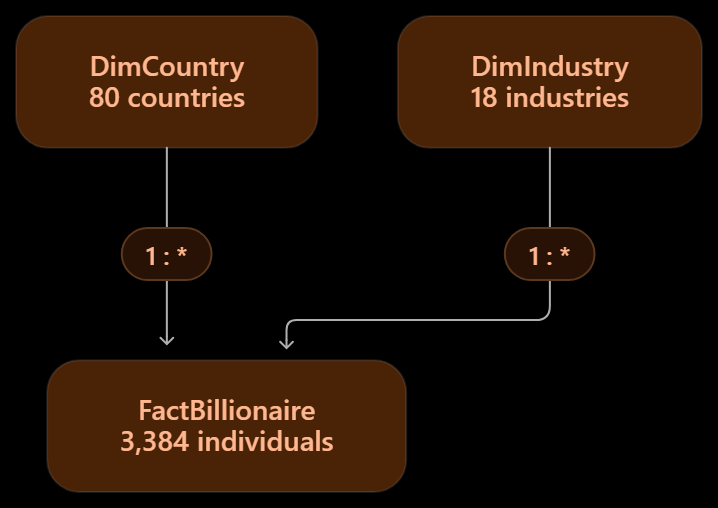 DimCountry
80 countries
DimIndustry
18 industries
1 : *
1 : *
FactBillionaire
3,384 individuals